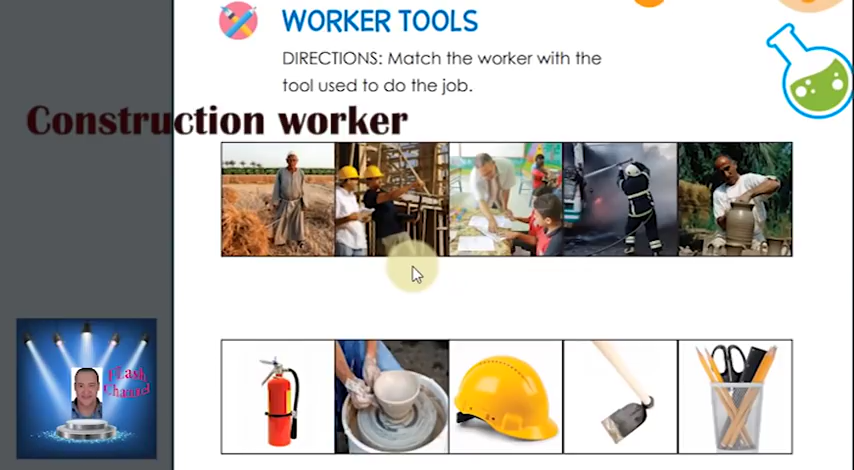 WORKER TOOLS
DIRECTIONS: Match the worker with the
tool used to do the job.
Construction worker
Flash
Channel